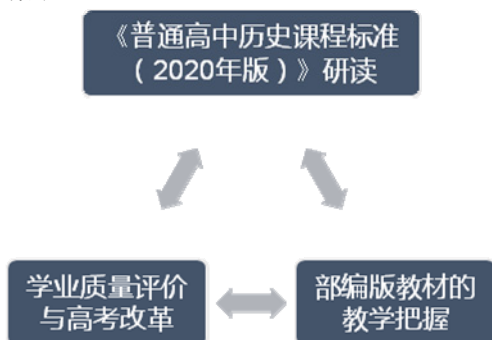 《普通高中历史课程标准
（2020年版）》研读
学业质量评价
与高考改革
部编版教材的
教学把握